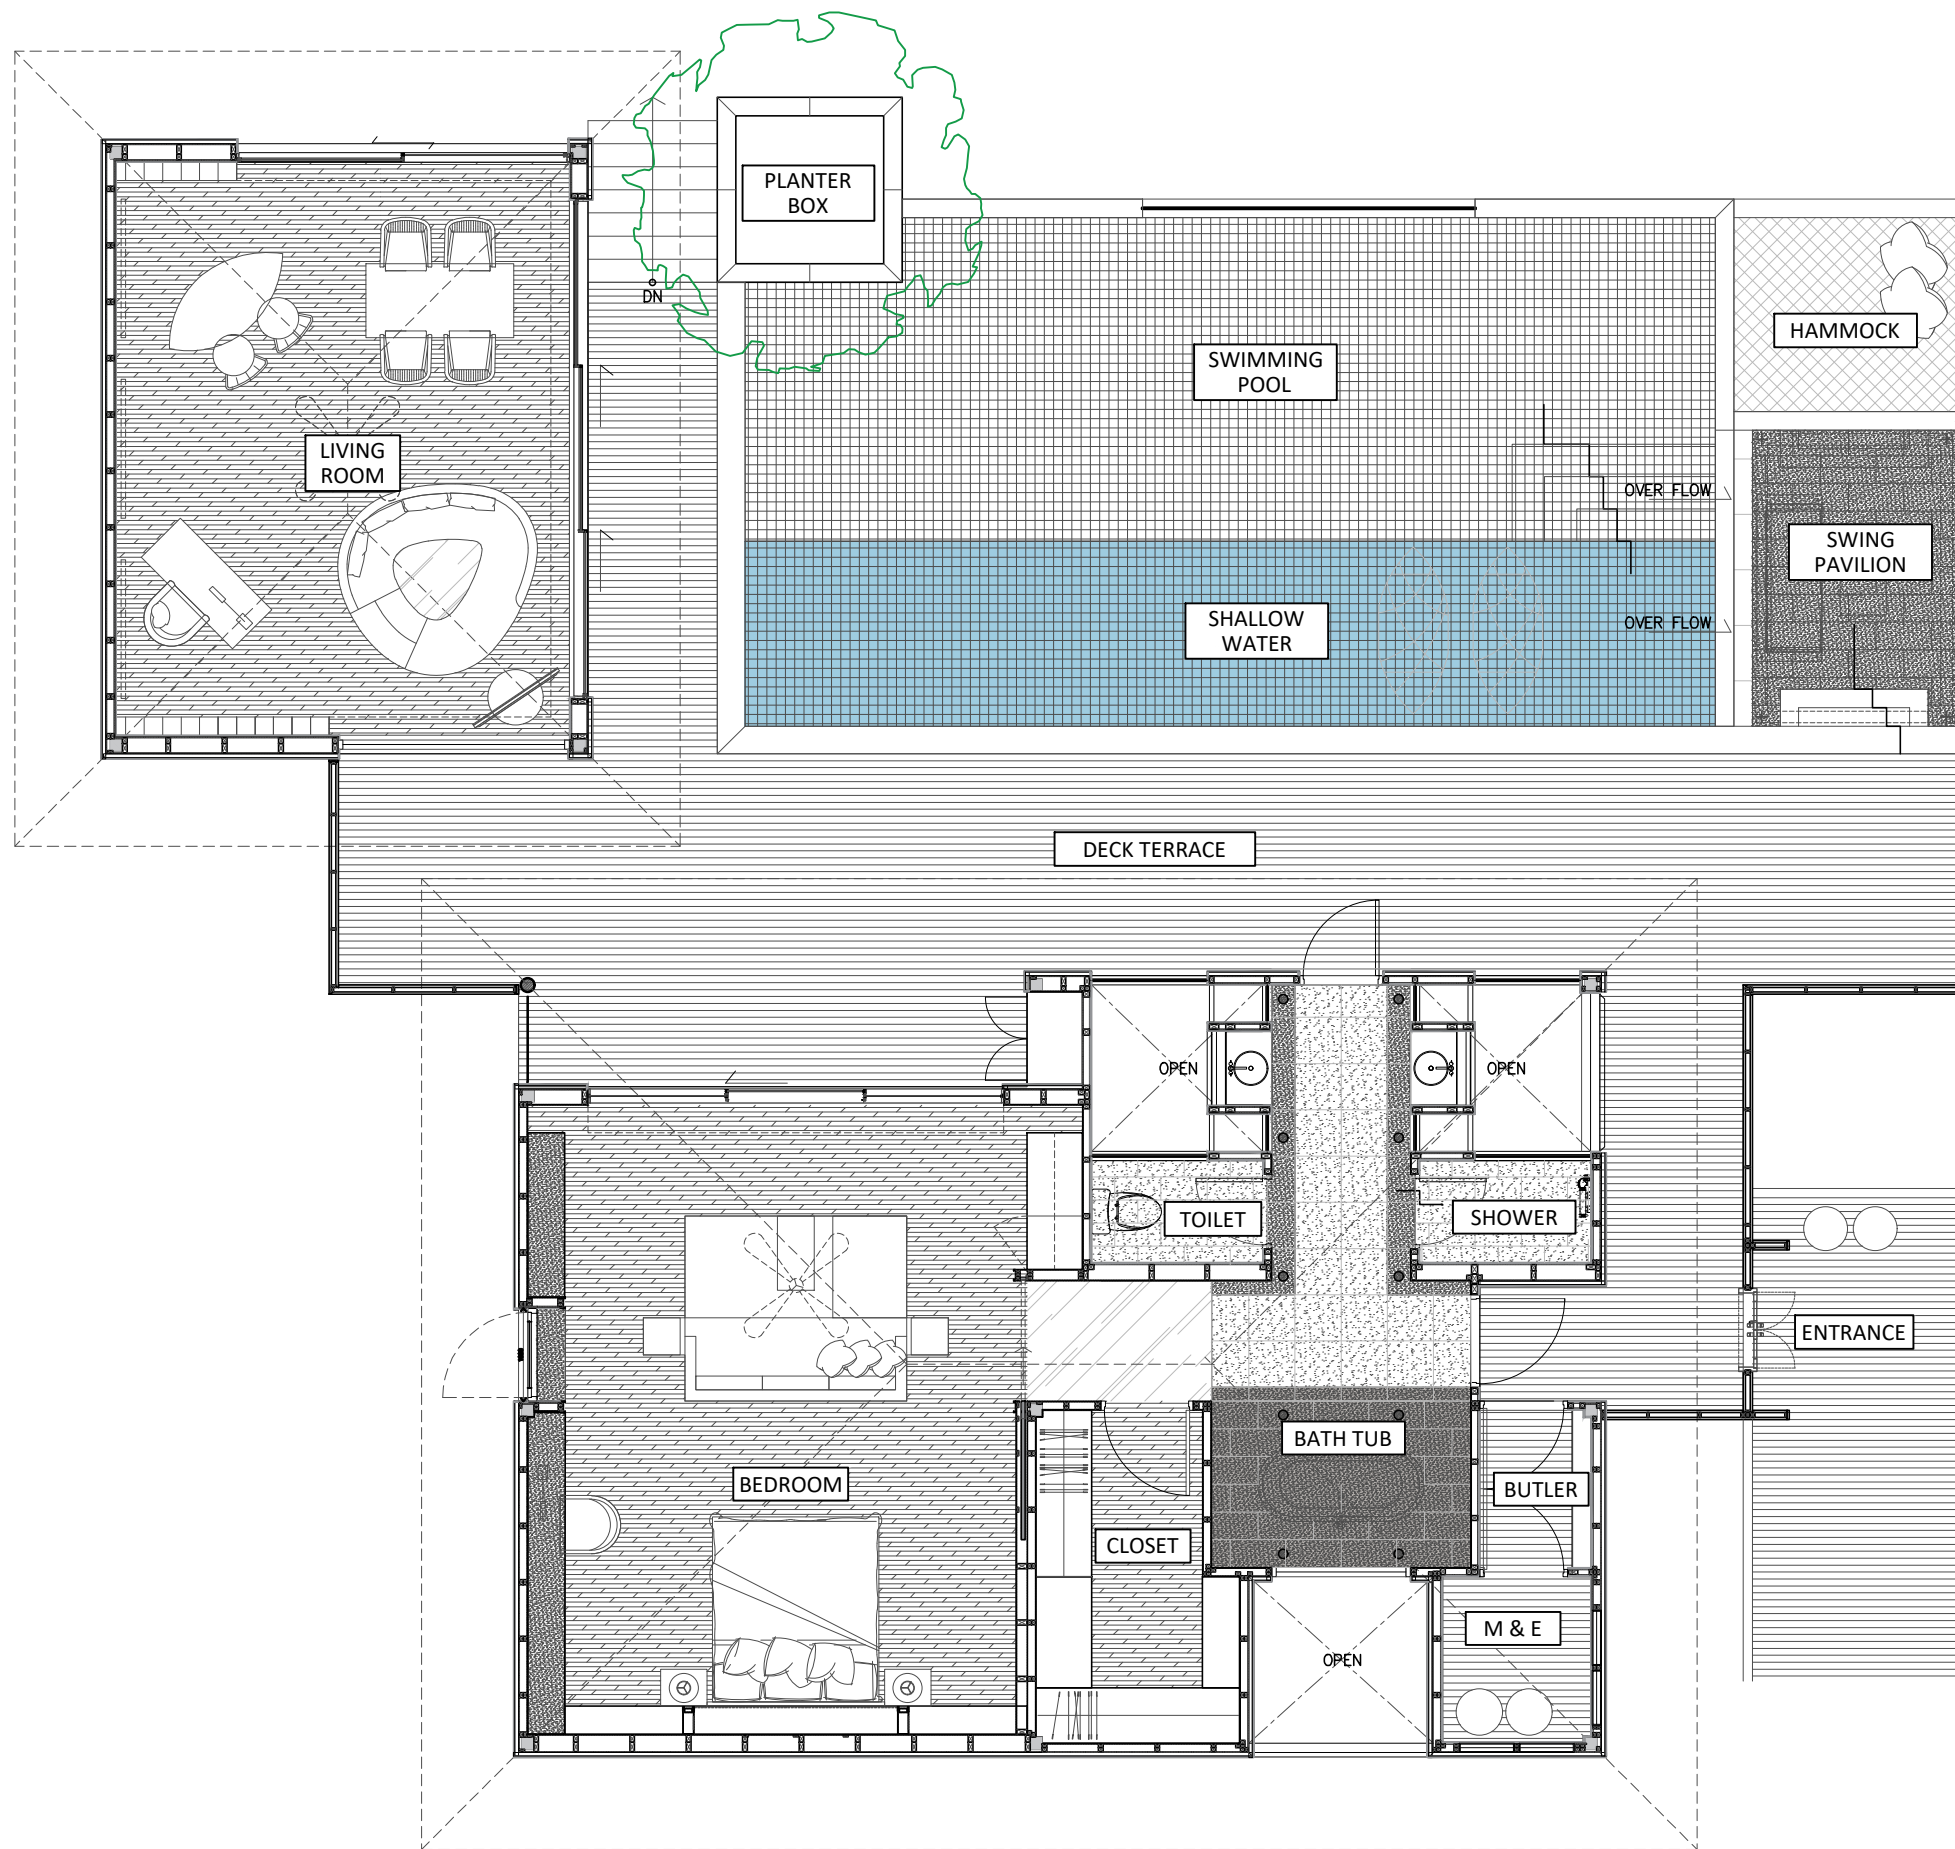 PLANTER
BOX
DN
HAMMOCK
SWIMMING
POOL
LIVING
ROOM
OVER FLOW
SWING
PAVILION
SHALLOW
WATER
OVER FLOW
DECK TERRACE
OPEN
OPEN
TOILET
SHOWER
ENTRANCE
BATH TUB
BEDROOM
BUTLER
CLOSET
M & E
OPEN